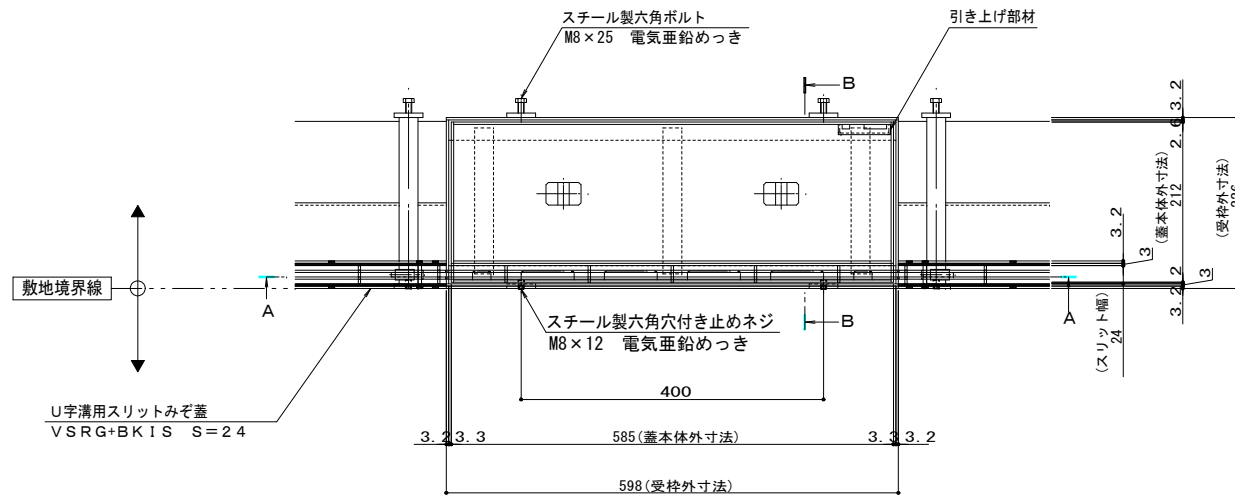 スチール製六角ボルト
M8×25　電気亜鉛めっき
引き上げ部材
B
3.2
2.6
(蓋本体外寸法)
212
(受枠外寸法)
3.2
3
3.2
3
(スリット幅)
24
敷地境界線
A
A
B
スチール製六角穴付き止めネジ
M8×12　電気亜鉛めっき
400
U字溝用スリットみぞ蓋
VSRG+BKIS S=24
3.2 3.3
585(蓋本体外寸法)
3.3 3.2
598(受枠外寸法)